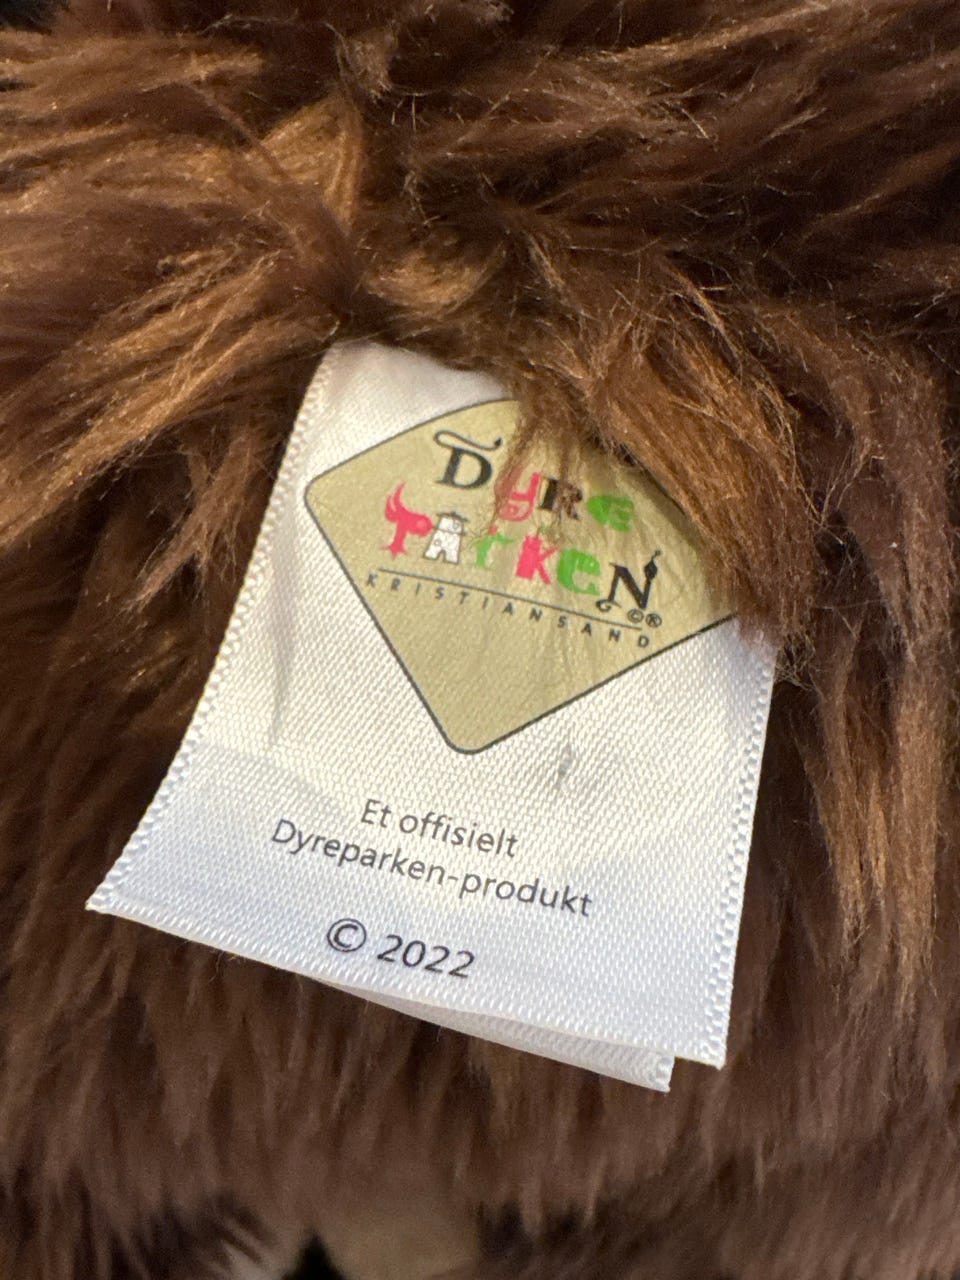 DyRe
PARKeN
©®
KRISTIANSAND
Et offisielt
Dyreparken-produkt
© 2022